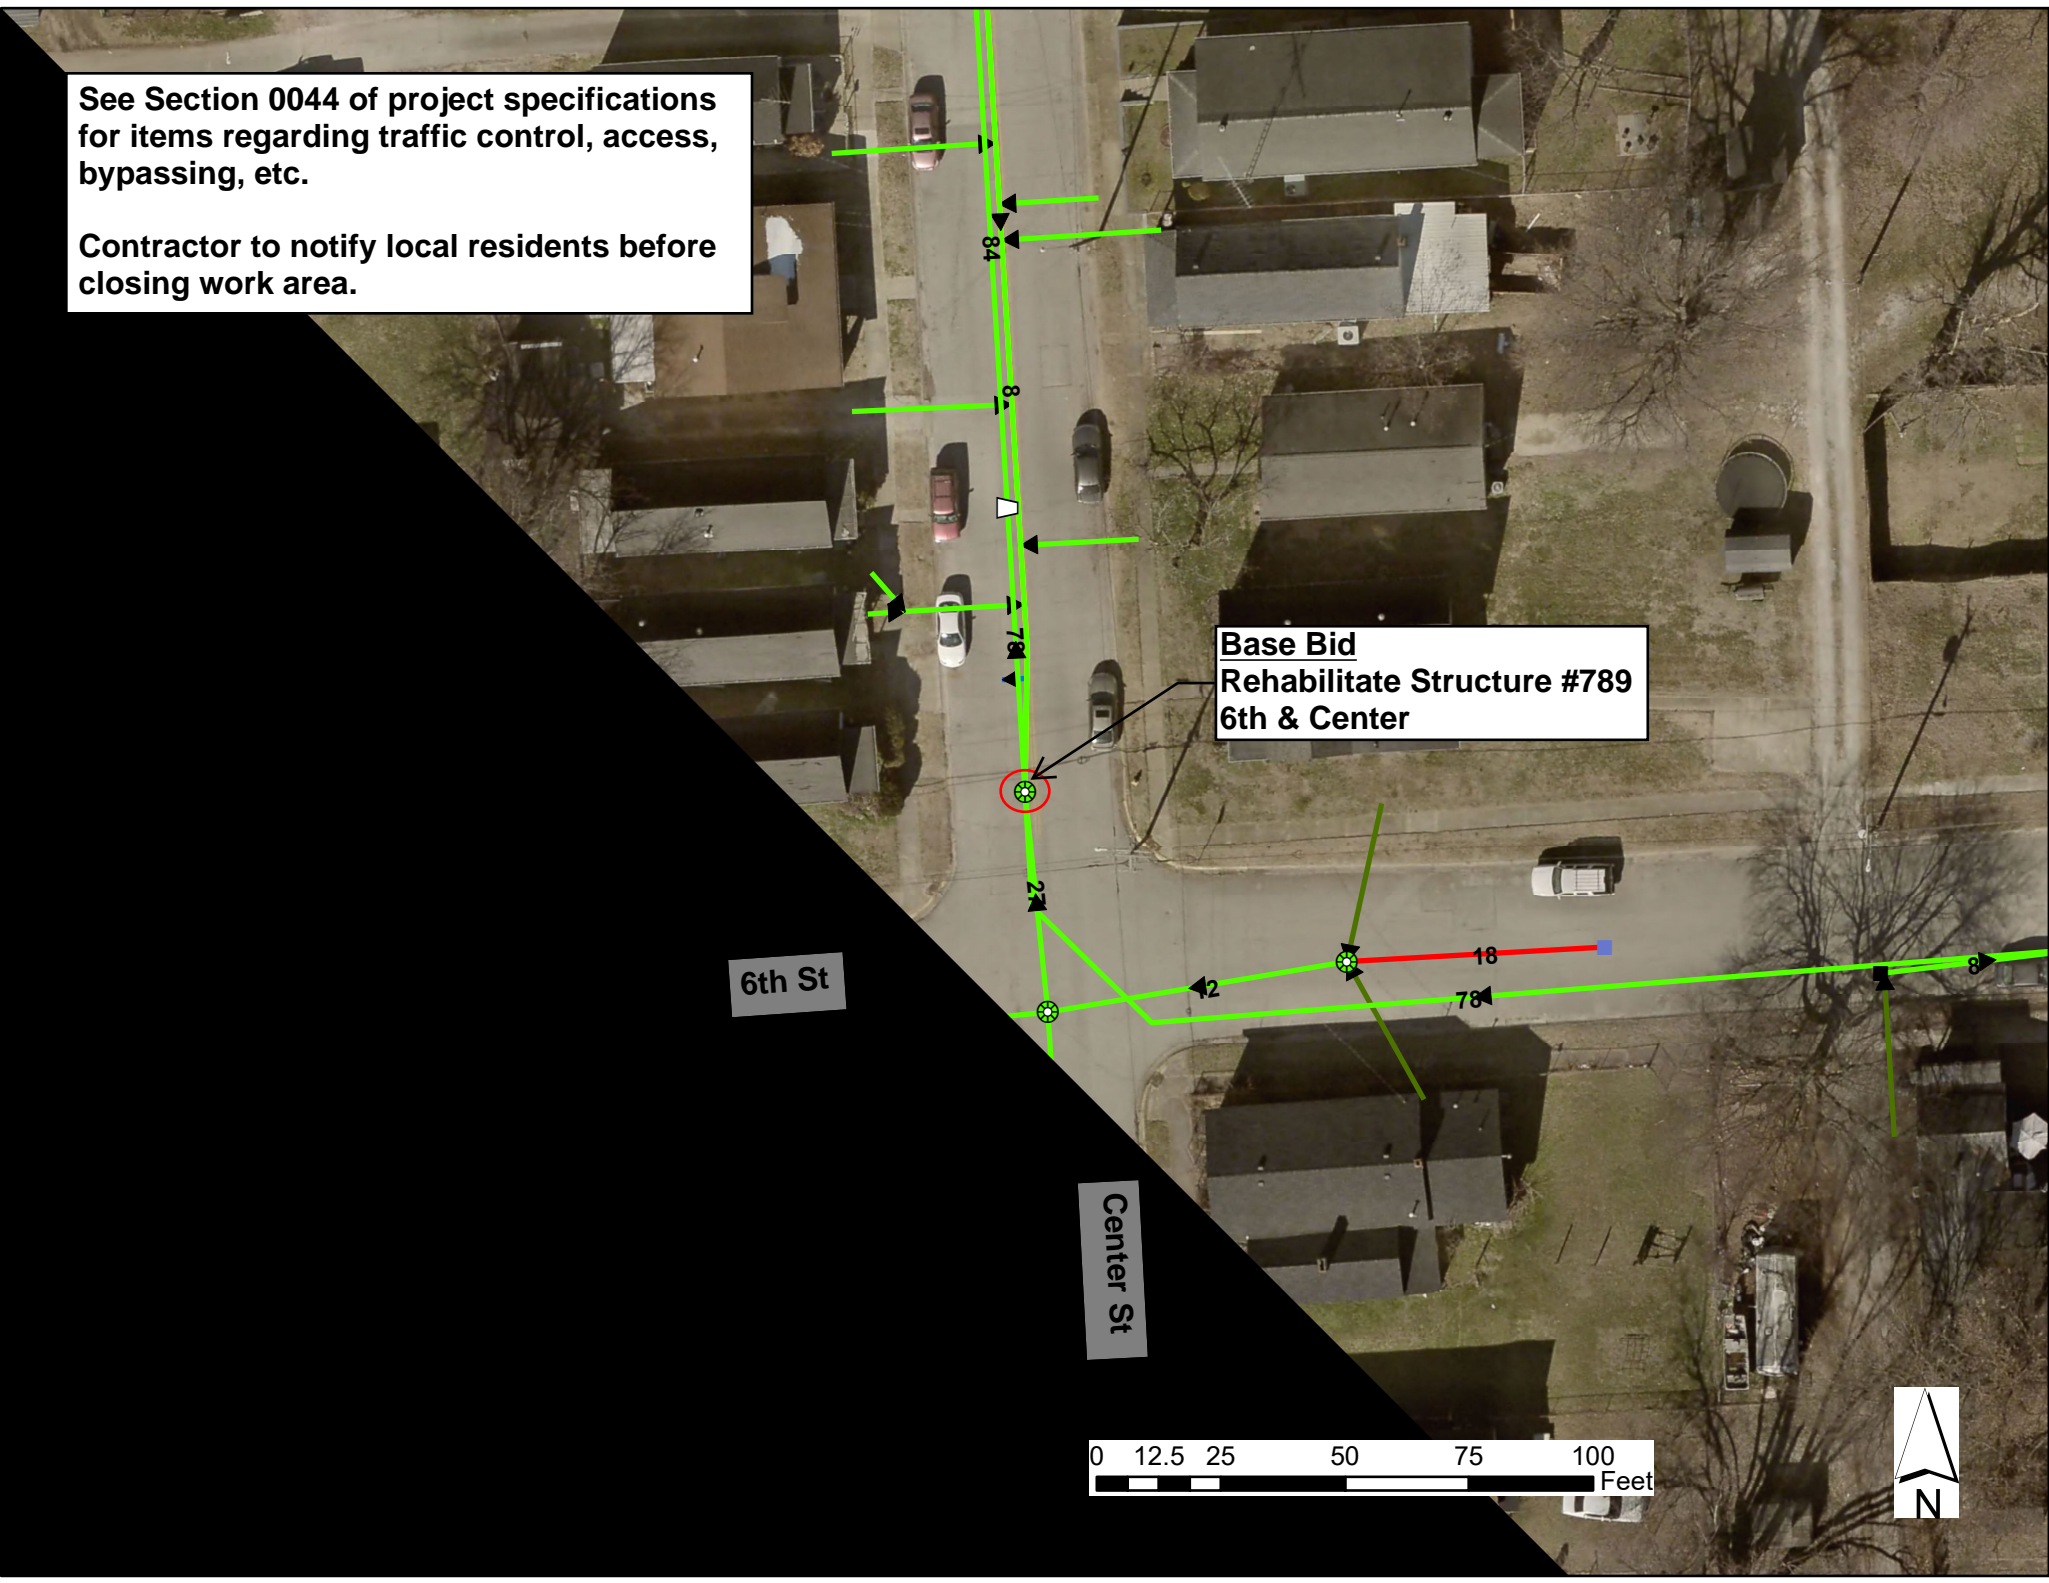 See Section 0044 of project specifications
for items regarding traffic control, access,
bypassing, etc.
Contractor to notify local residents before
closing work area.
84
8
78
Base Bid
Rehabilitate Structure #789
6th & Center
27
18
12
78
8
6th St
Center St
0 12.5 25 50 75 100
Feet
N